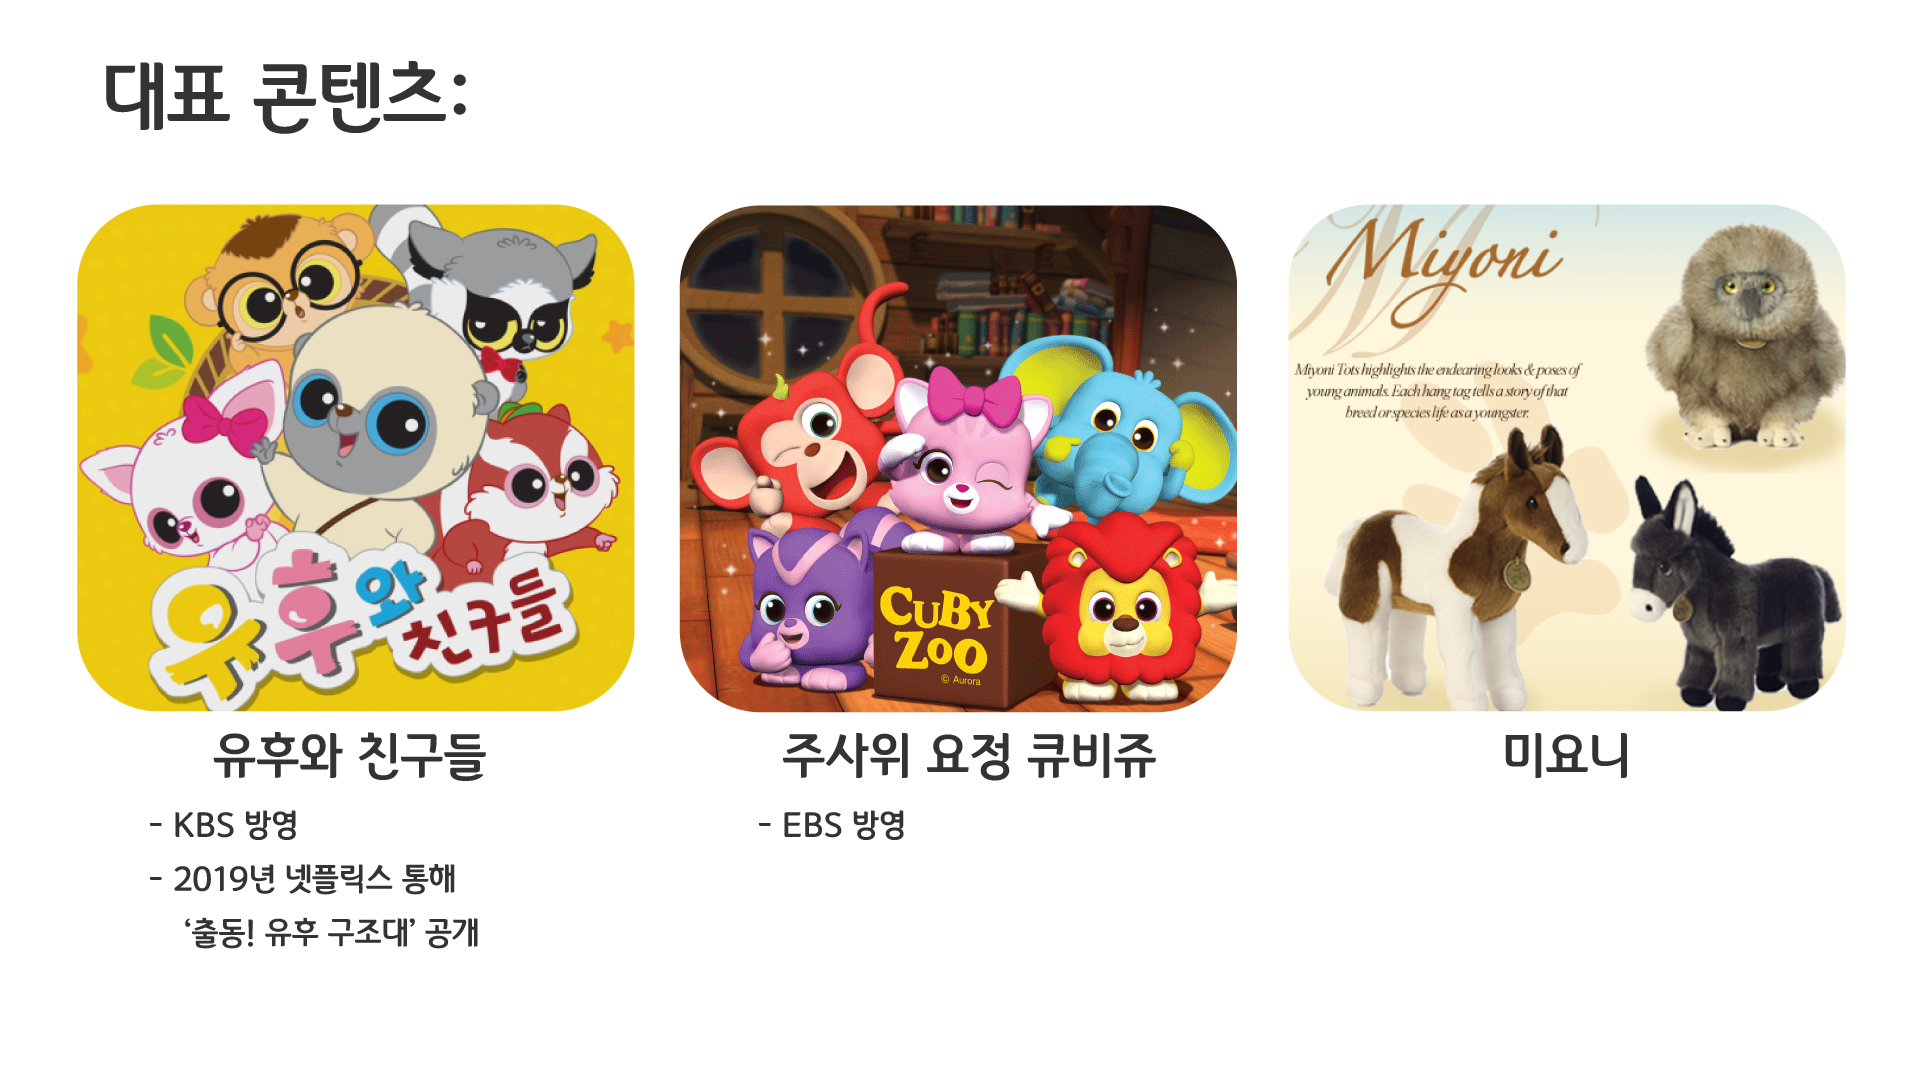 대표 콘텐츠:
유후와 친구들
CUBY
ZOO
© Aurora
Miyoni
Miyoni Tots highlights the endearing looks & poses of
young animals. Each hang tag tells a story of that
breed or species life as a youngster.
유후와 친구들
- KBS 방영
- 2019년 넷플릭스 통해
‘출동! 유후 구조대’ 공개
주사위 요정 큐비쥬
- EBS 방영
미요니